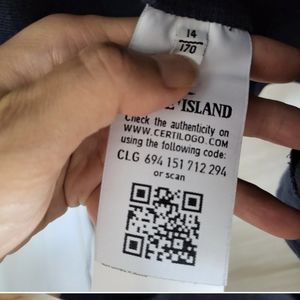 14
170
ISLAND
Check the authenticity on
WWW.CERTILOGO.COM
using the following code:
CLG 694 151 712 294
or scan